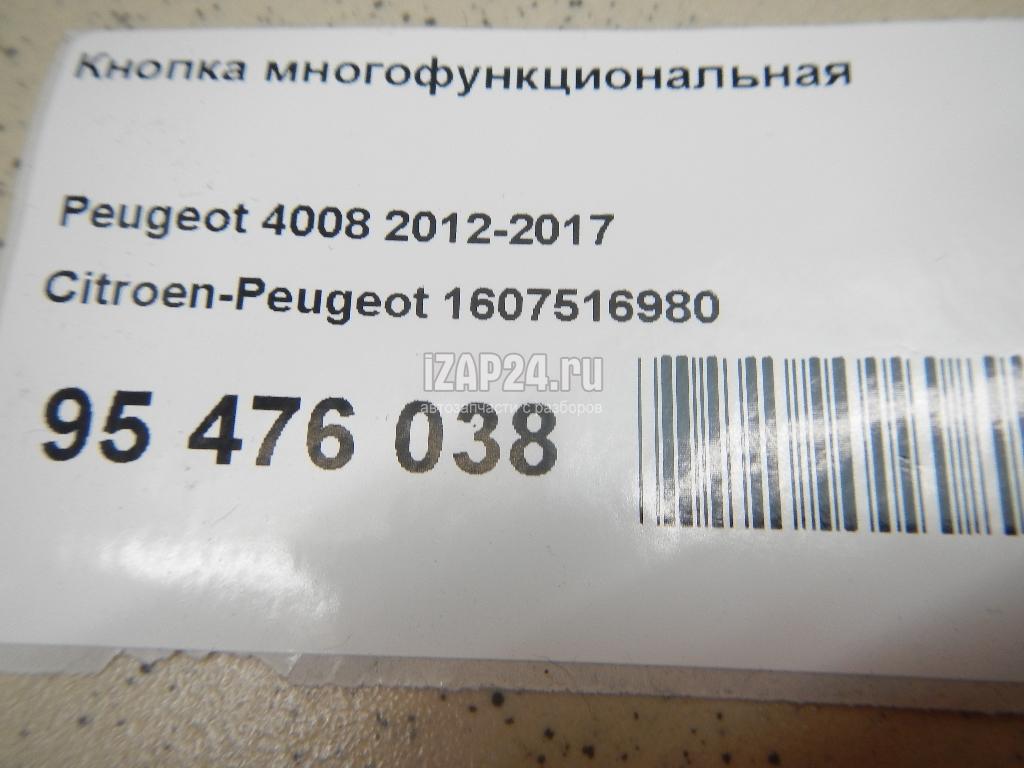 Кнопка многофункциональная
Peugeot 4008 2012-2017
Citroen-Peugeot 1607516980
iZAP24.ru
автозапчасти с разборов
95 476 038